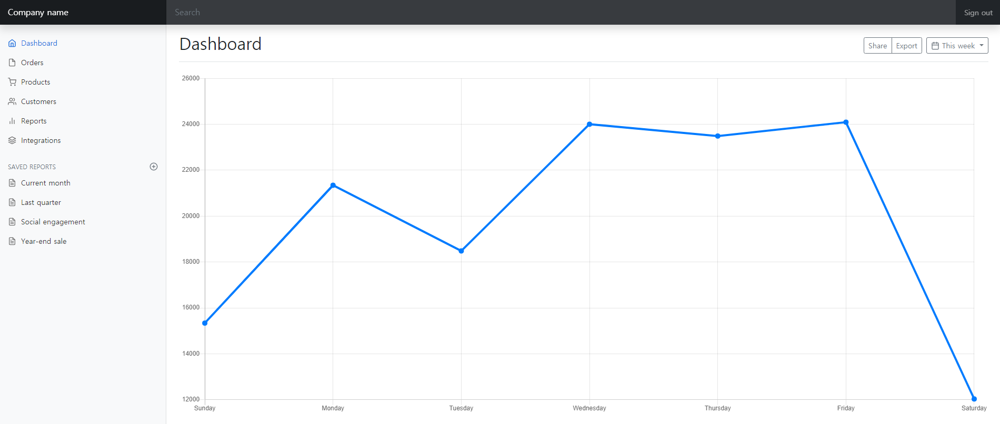 Company name
Search
Sign out
Dashboard
Orders
Products
Customers
Reports
Integrations
SAVED REPORTS
Current month
Last quarter
Social engagement
Year-end sale
Dashboard
Share
Export
This week
26000
24000
22000
20000
18000
16000
14000
12000
Sunday
Monday
Tuesday
Wednesday
Thursday
Friday
Saturday